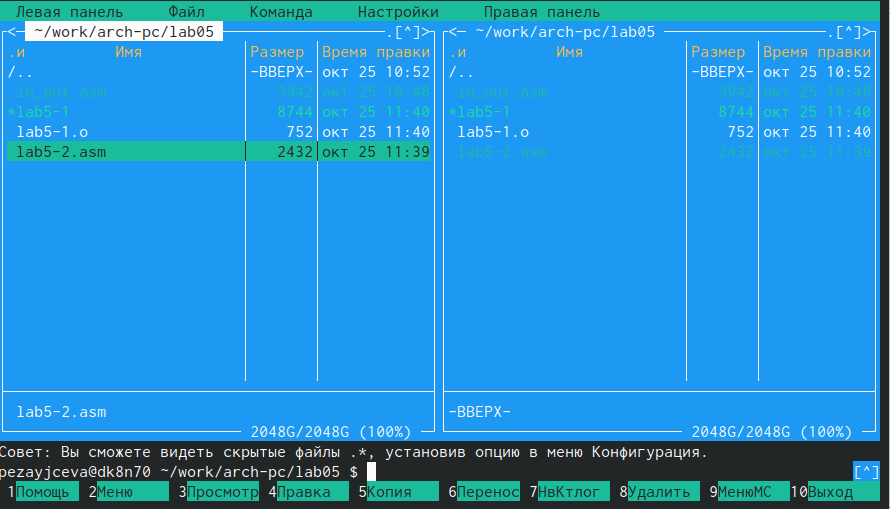 Левая панель Файл Команда Настройки Правая панель
<─ ~/work/arch-pc/lab05 .[^]> <─ ~/work/arch-pc/lab05 .[^]>
.и Имя Размер Время правки .и Имя Размер Время правки
/.. -ВВЕРХ- окт 25 10:52 /.. -ВВЕРХ- окт 25 10:52
in_out.asm 3942 окт 25 10:48 in_out.asm 3942 окт 25 10:48
*lab5-1 8744 окт 25 11:40 *lab5-1 8744 окт 25 11:40
lab5-1.o 752 окт 25 11:40 lab5-1.o 752 окт 25 11:40
lab5-2.asm 2432 окт 25 11:39 lab5-2.asm 2432 окт 25 11:39
lab5-2.asm -ВВЕРХ-
2048G/2048G (100%) 2048G/2048G (100%)
Совет: Вы сможете видеть скрытые файлы .*, установив опцию в меню Конфигурация.
pezayjceva@dk8n70 ~/work/arch-pc/lab05 $ [^]
1Помощь 2Меню 3Просмотр 4Правка 5Копия 6Перенос 7НвКтлог 8Удалить 9МенюМС 10Выход